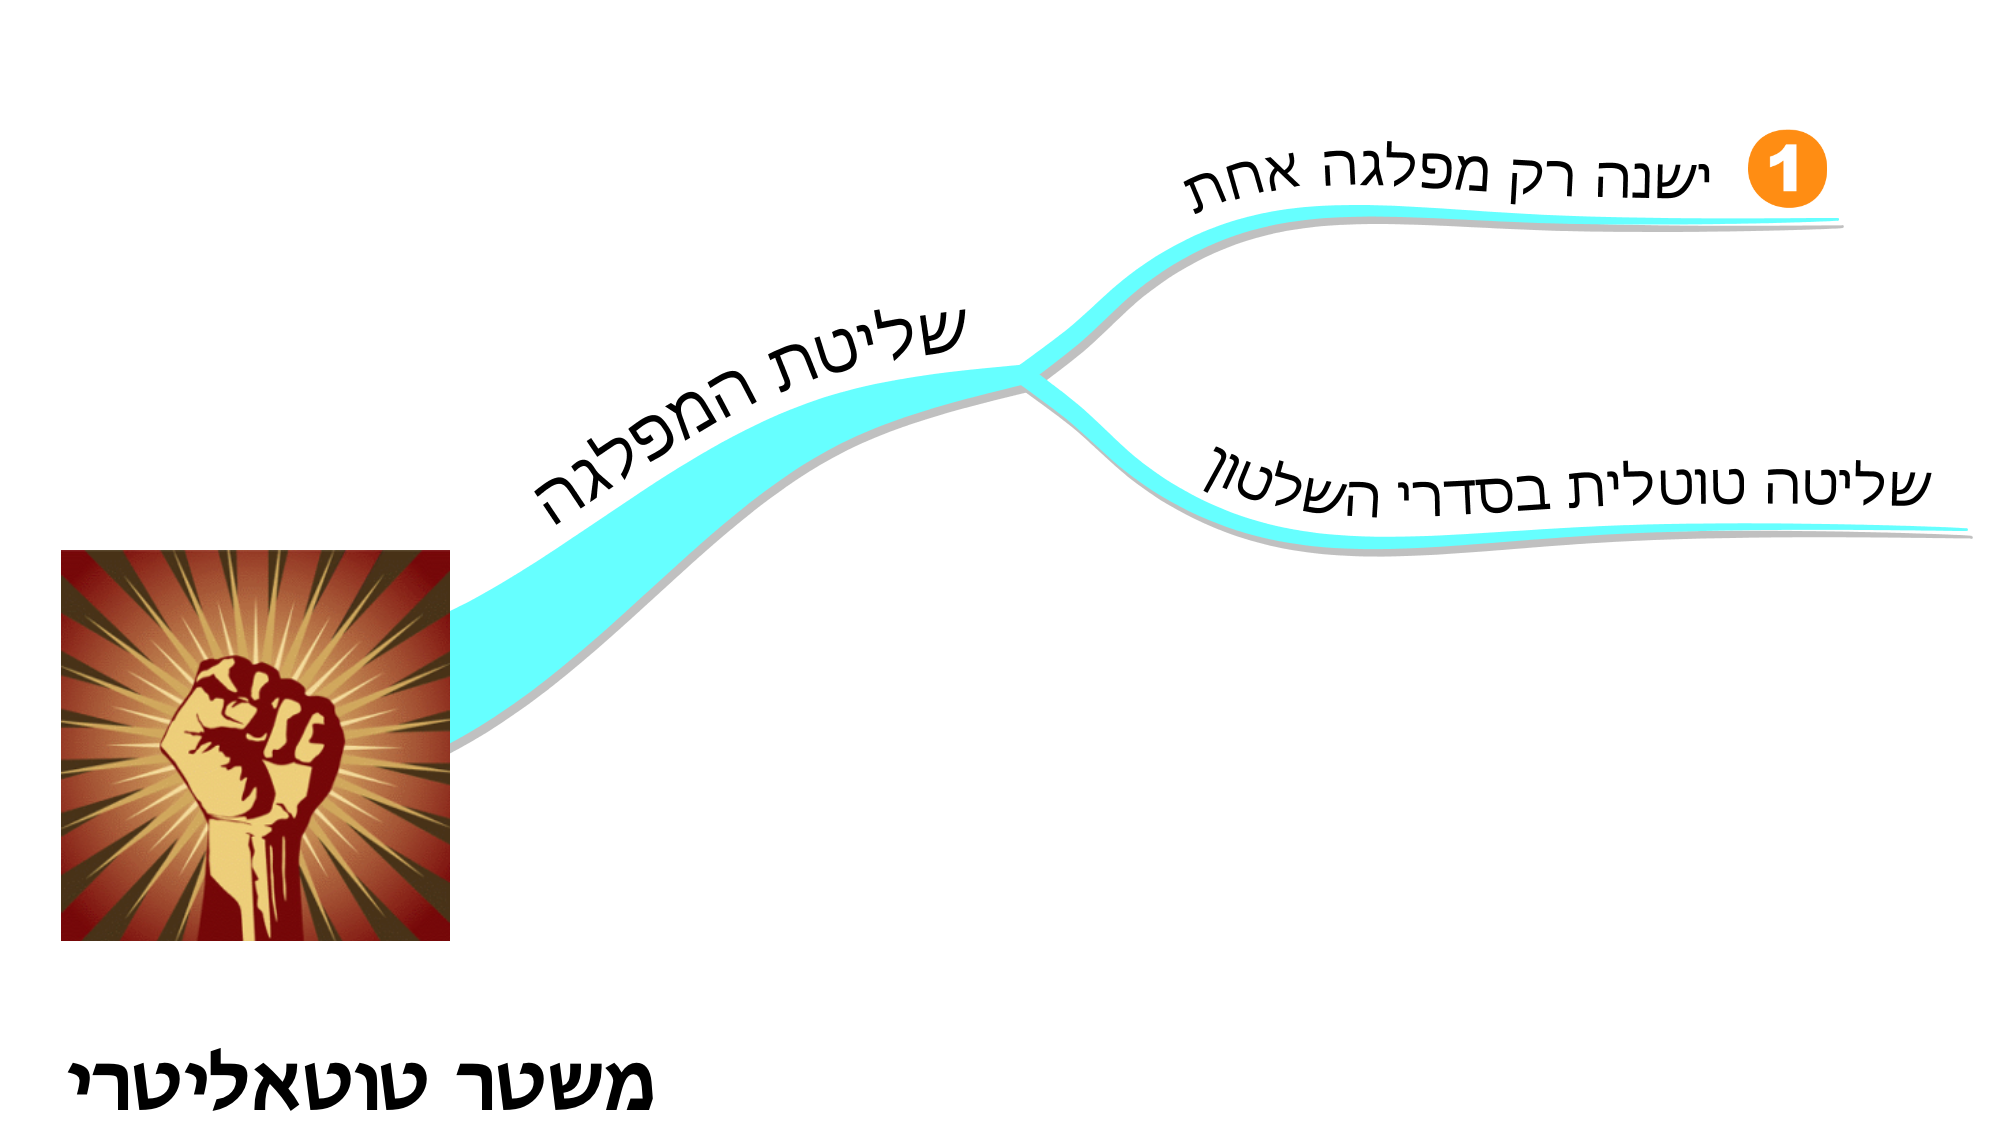 ישנה רק מפלגה אחת 1
שליטת המפלגה
שליטה טוטלית בסדרי השלטון
משטר טוטאליטרי